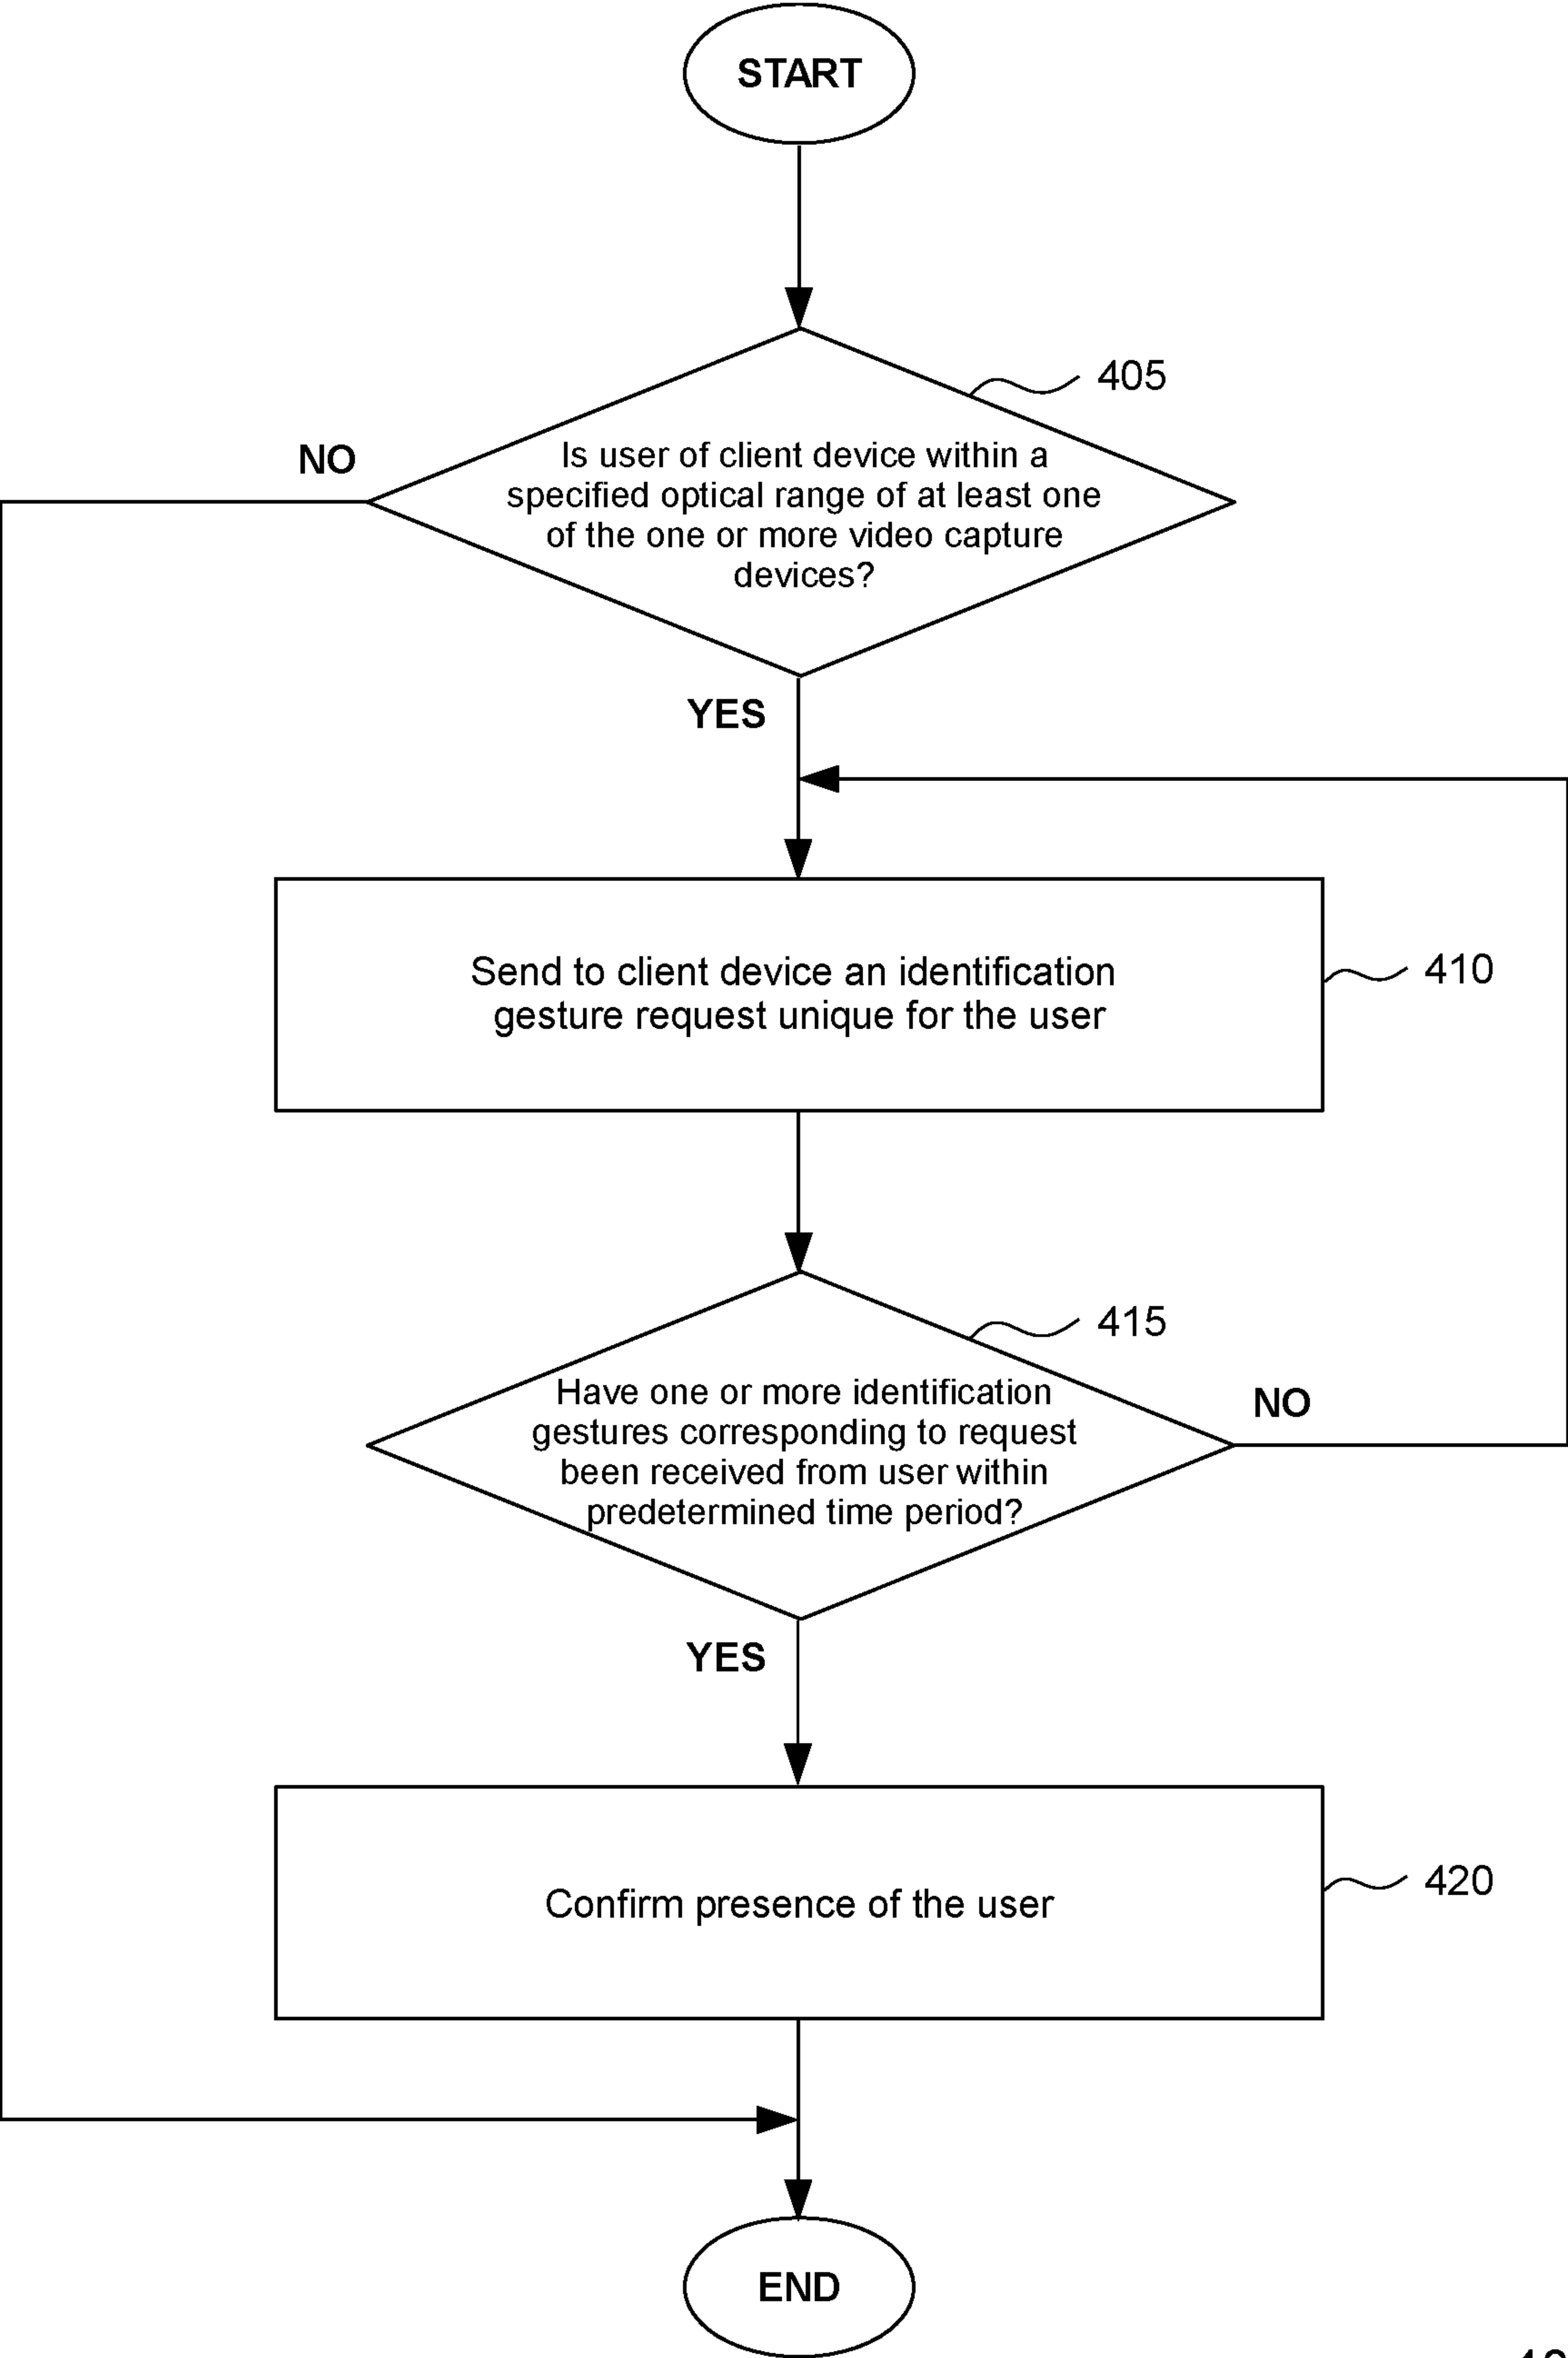 START
405
NO
Is user of client device within a
specified optical range of at least one
of the one or more video capture
devices?
YES
Send to client device an identification
gesture request unique for the user
410
415
Have one or more identification
gestures corresponding to request
been received from user within
predetermined time period?
NO
YES
Confirm presence of the user
420
END